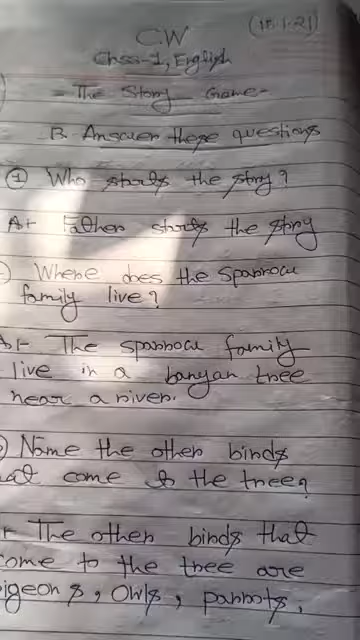 CW (15.1.21)
Class-1, English
- The Story Game -
B. Answer these questions
① Who starts the story?
Father starts the story
Where does the sparrow
family live?
The sparrow family
live in a banyan tree
near a river.
Name the other birds
come to the tree?
The other birds that
come to the tree are
pigeons, owls, parrots,